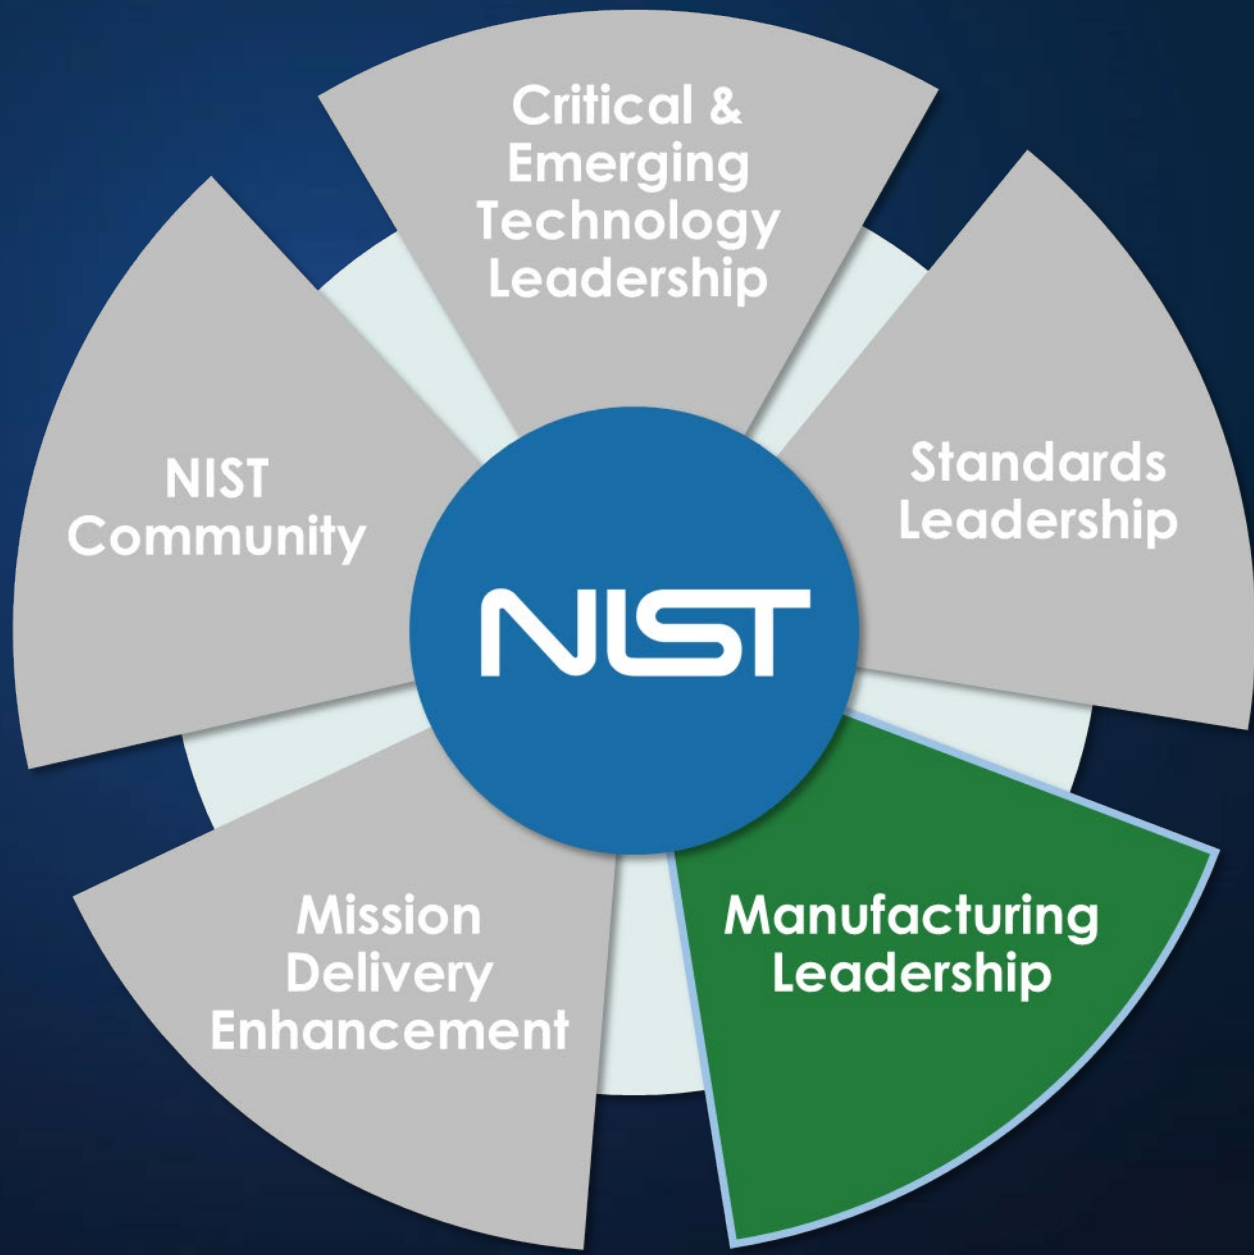 Critical &
Emerging
Technology
Leadership
Standards
Leadership
Manufacturing
Leadership
Mission
Delivery
Enhancement
NIST
Community
NIST